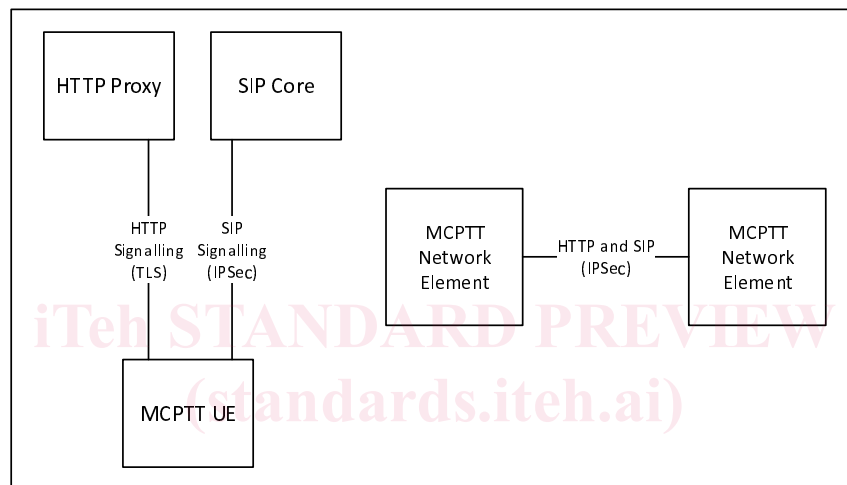 HTTP Proxy
SIP Core
HTTP
Signalling
(TLS)
SIP
Signalling
(IPSec)
MCPTT UE
MCPTT
Network
Element
HTTP and SIP
(IPSec)
MCPTT
Network
Element
iTeh STANDARD PREVIEW
(standards.iteh.ai)